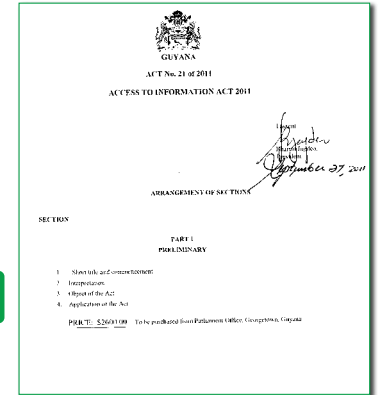 GUYANA
ACT No. 21 of 2011
ACCESS TO INFORMATION ACT 2011
I assent
President
September 27, 2011
ARRANGEMENT OF SECTIONS
SECTION
PART I
PRELIMINARY
1. Short title and commencement
2. Interpretation
3. Object of the Act
4. Application of the Act
PRICE: To be purchased from Parliament Office, Georgetown, Guyana